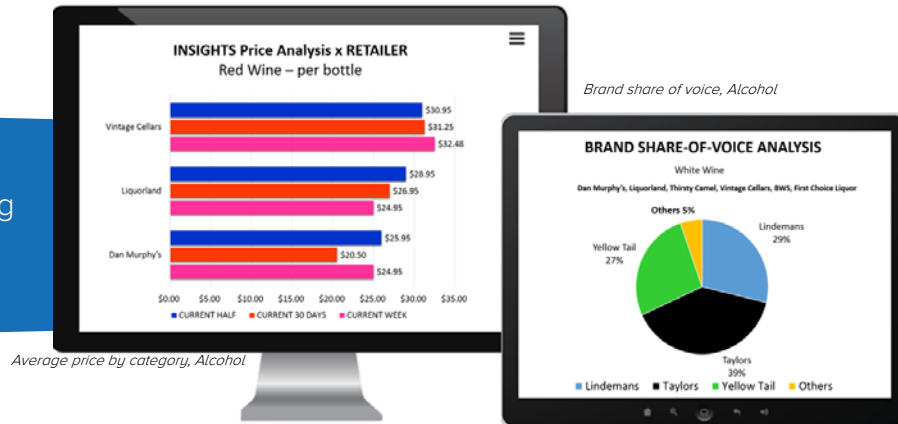 INSIGHTS Price Analysis x RETAILER
Red Wine – per bottle
Vintage Cellars
$30.95
$31.25
$32.48
Liquorland
$28.95
$26.95
$24.95
Dan Murphy's
$25.95
$20.50
$24.95
$0.00 $5.00 $10.00 $15.00 $20.00 $25.00 $30.00 $35.00
CURRENT HALF CURRENT 30 DAYS CURRENT WEEK
Average price by category, Alcohol
g
Brand share of voice, Alcohol
BRAND SHARE-OF-VOICE ANALYSIS
White Wine
Dan Murphy's, Liquorland, Thirsty Camel, Vintage Cellars, BWS, First Choice Liquor
Others 5%
Lindemans
29%
Yellow Tail
27%
Taylors
39%
Lindemans Taylors Yellow Tail Others